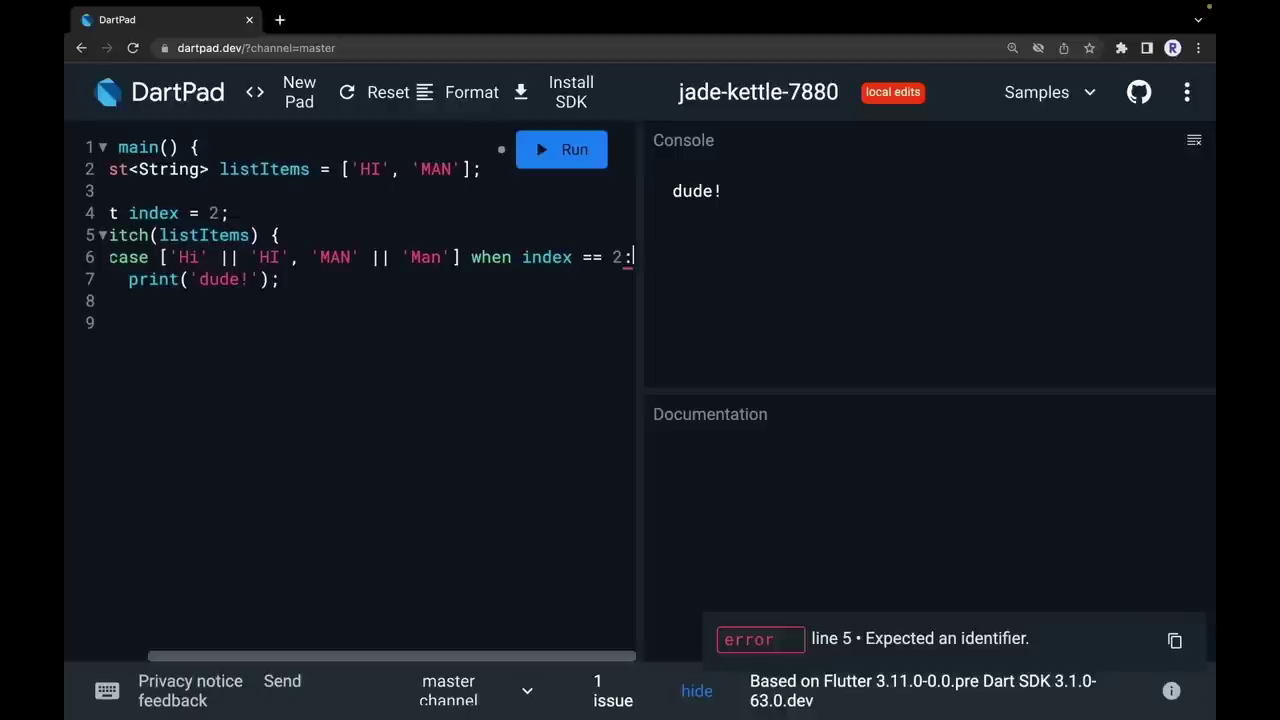 DartPad
dartpad.dev/?channel=master
R
DartPad
<>
New Pad
Reset
Format
Install SDK
jade-kettle-7880
local edits
Samples
1 main() {
2 st<String> listItems = ['HI', 'MAN'];
3
4 t index = 2;
5 itch(listItems) {
6 case ['Hi' || 'HI', 'MAN' || 'Man'] when index == 2:
7 print('dude!');
8
9
Run
Console
dude!
Documentation
error line 5 • Expected an identifier.
Privacy notice
feedback
Send
master
channel
1
issue
hide
Based on Flutter 3.11.0-0.0.pre Dart SDK 3.1.0-
63.0.dev